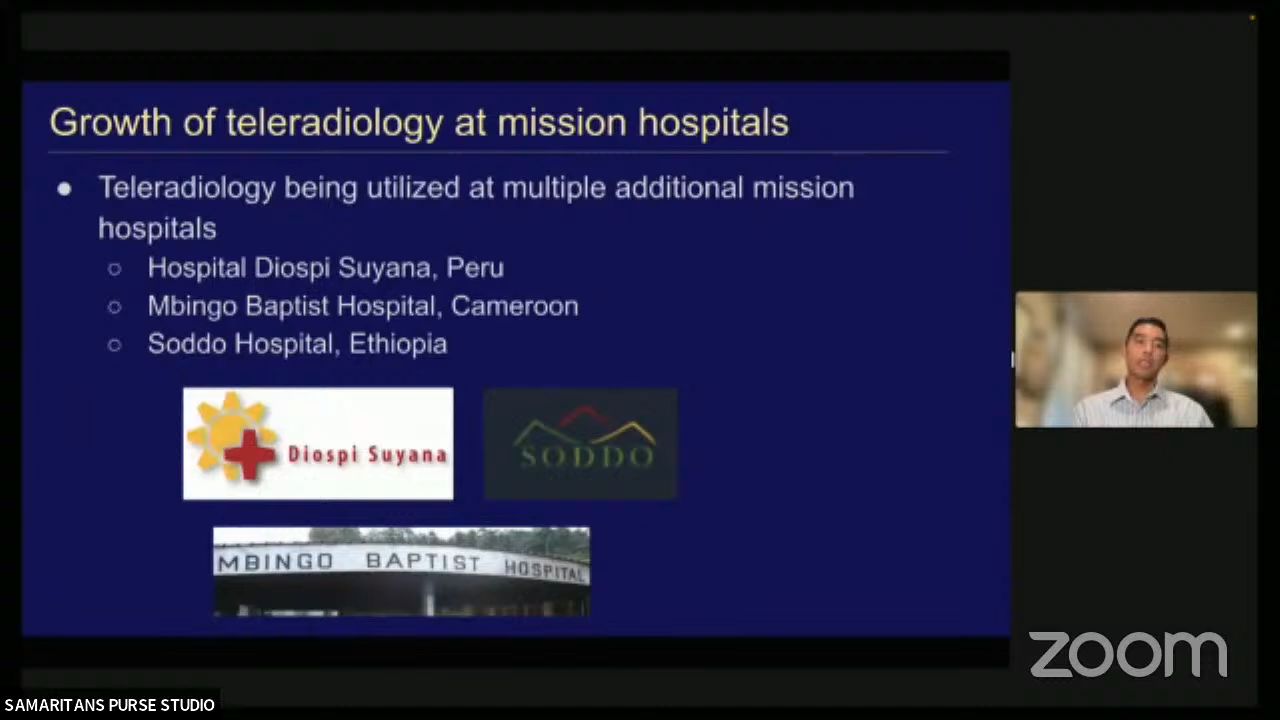 Growth of teleradiology at mission hospitals
● Teleradiology being utilized at multiple additional mission
hospitals
○ Hospital Diospi Suyana, Peru
○ Mbingo Baptist Hospital, Cameroon
○ Soddo Hospital, Ethiopia
Diospi Suyana
SODDO
MBINGO BAPTIST HOSPITAL
zoom
SAMARITANS PURSE STUDIO